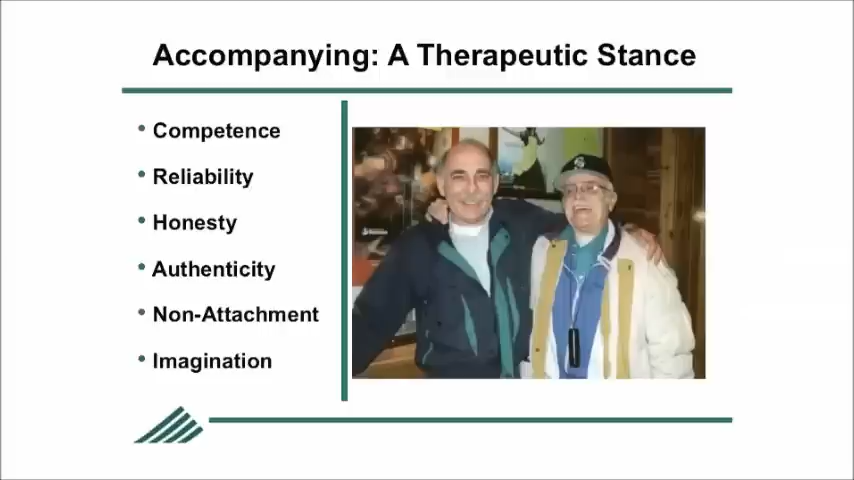 Accompanying: A Therapeutic Stance
• Competence
• Reliability
• Honesty
• Authenticity
• Non-Attachment
• Imagination